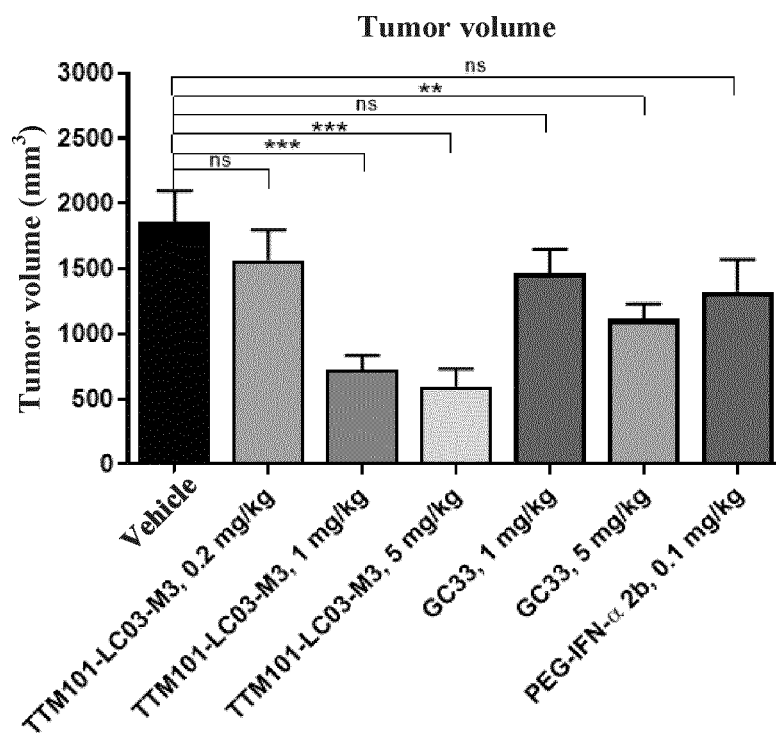 Tumor volume
Tumor volume (mm³)
3000
2500
2000
1500
1000
500
0
ns
**
ns
***
***
ns
Vehicle
TTM101-LC03-M3, 0.2 mg/kg
TTM101-LC03-M3, 1 mg/kg
TTM101-LC03-M3, 5 mg/kg
GC33, 1 mg/kg
GC33, 5 mg/kg
PEG-IFN-α 2b, 0.1 mg/kg